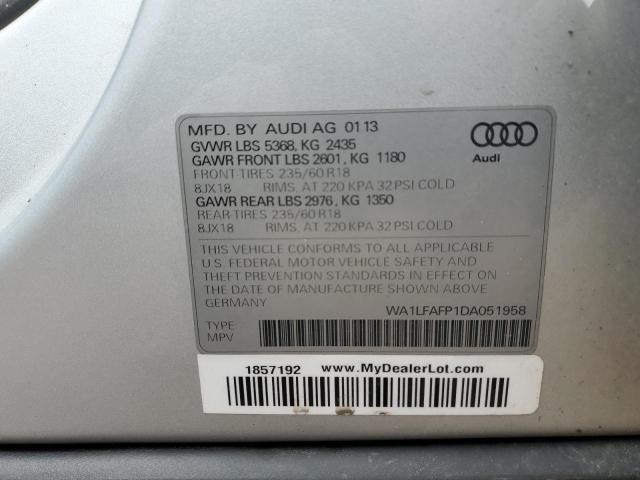 MFD. BY AUDI AG 01 13
GVWR LBS 5368, KG 2435
GAWR FRONT LBS 2601, KG 1180
FRONT-TIRES 235/60 R18
8JX18 RIMS, AT 220 KPA 32 PSI COLD
GAWR REAR LBS 2976, KG 1350
REAR-TIRES 235/60 R18
8JX18 RIMS, AT 220 KPA 32 PSI COLD
Audi
THIS VEHICLE CONFORMS TO ALL APPLICABLE
U.S. FEDERAL MOTOR VEHICLE SAFETY AND
THEFT PREVENTION STANDARDS IN EFFECT ON
THE DATE OF MANUFACTURE SHOWN ABOVE.
WA1LFAFP1DA051958
TYPE
MPV
1857192 www.MyDealerLot.com